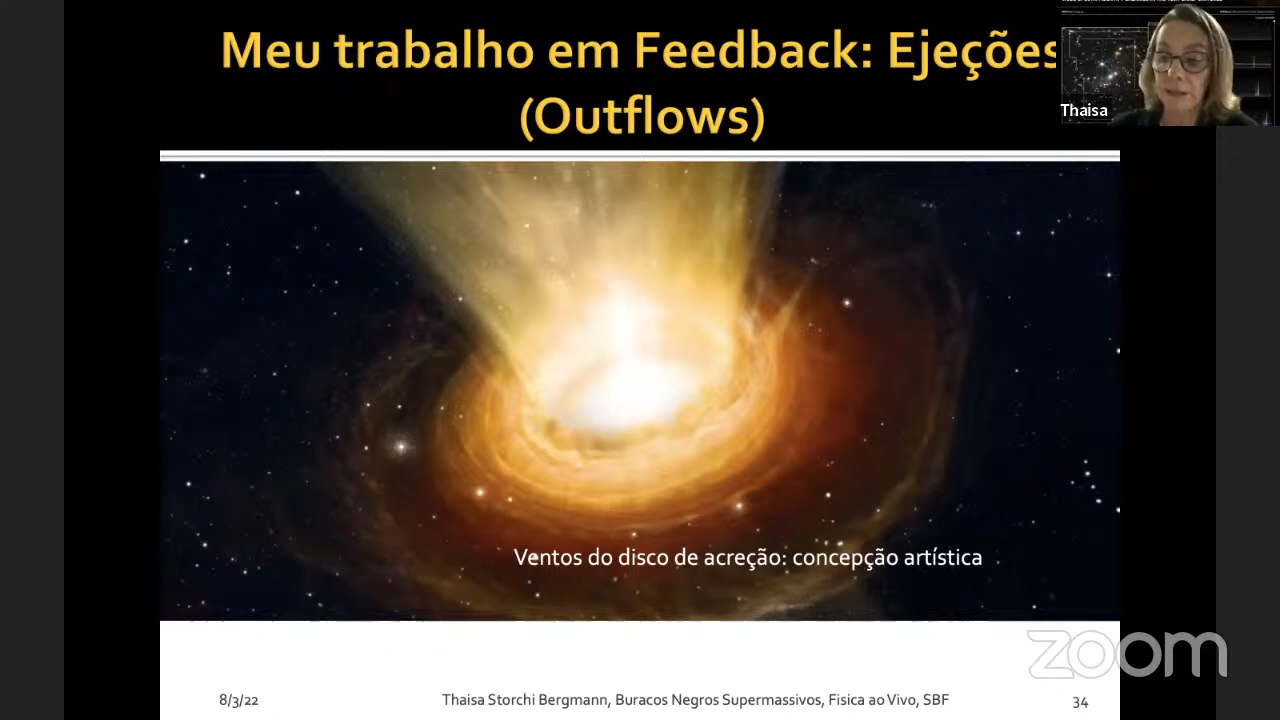 Meu trabalho em Feedback: Ejeções
(Outflows)
Thaisa
Ventos do disco de acreção: concepção artística
zoom
8/3/22
Thaisa Storchi Bergmann, Buracos Negros Supermassivos, Fisica ao Vivo, SBF
34